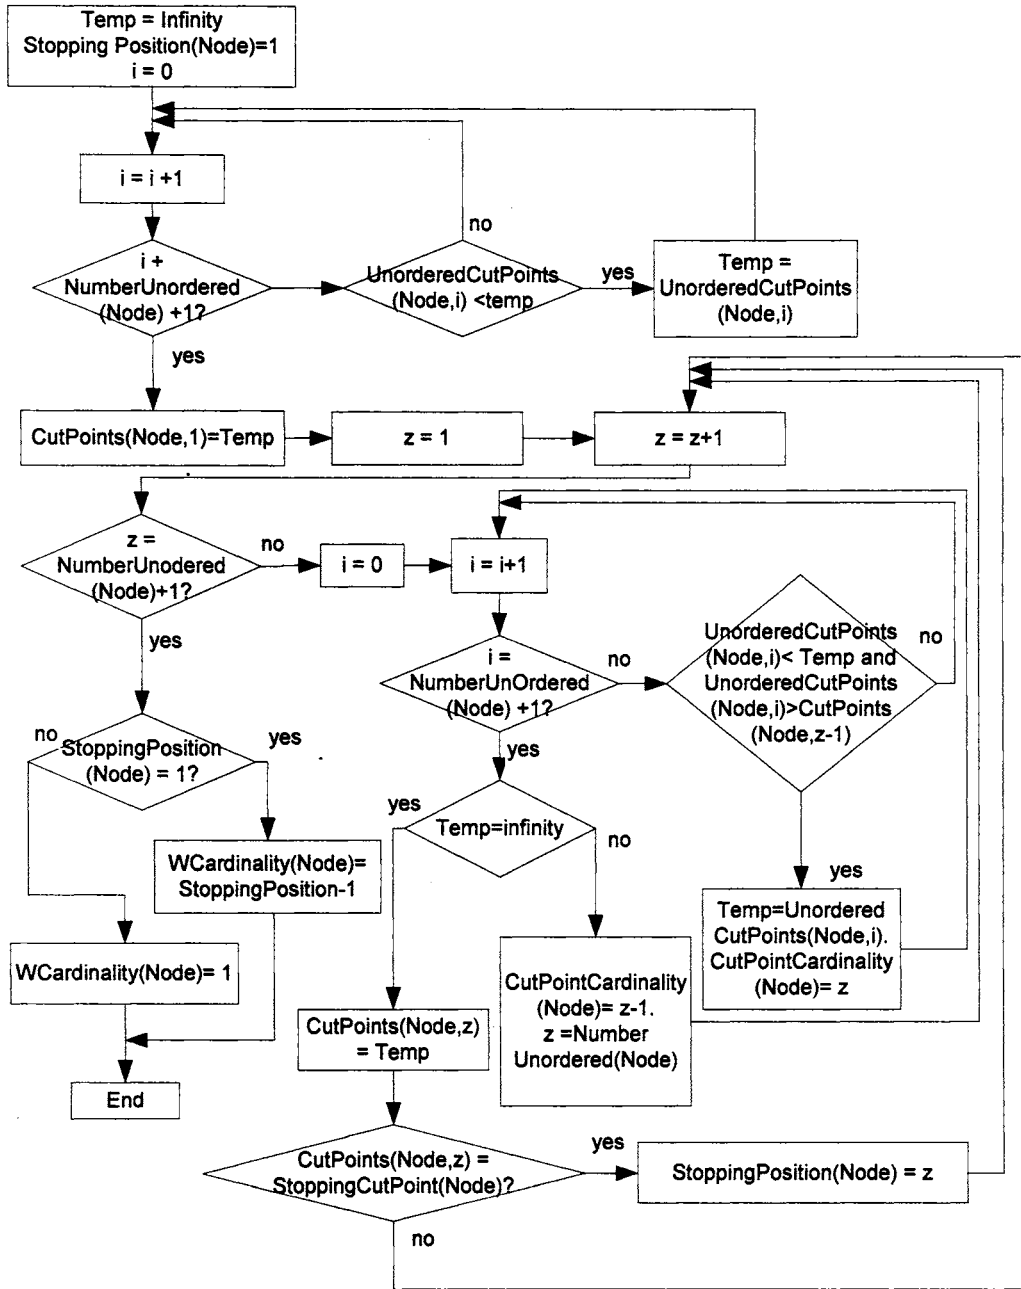 Temp = Infinity
Stopping Position(Node)=1
i = 0
i = i +1
i +
NumberUnordered
(Node) +1?
no
UnorderedCutPoints
(Node,i) <temp
yes
Temp =
UnorderedCutPoints
(Node,i)
yes
CutPoints(Node,1)=Temp
z = 1
z = z+1
z =
NumberUnodered
(Node)+1?
no
i = 0
i = i+1
yes
i =
NumberUnOrdered
(Node) +1?
no
UnorderedCutPoints
(Node,i)< Temp and
UnorderedCutPoints
(Node,i)>CutPoints
(Node,z-1)
no
no
StoppingPosition
(Node) = 1?
yes
yes
yes
Temp=infinity
no
WCardinality(Node)=
StoppingPosition-1
yes
Temp=Unordered
CutPoints(Node,i).
CutPointCardinality
(Node)= z
WCardinality(Node)= 1
CutPointCardinality
(Node)= z-1.
z =Number
Unordered(Node)
CutPoints(Node,z)
= Temp
End
CutPoints(Node,z) =
StoppingCutPoint(Node)?
yes
StoppingPosition(Node) = z
no